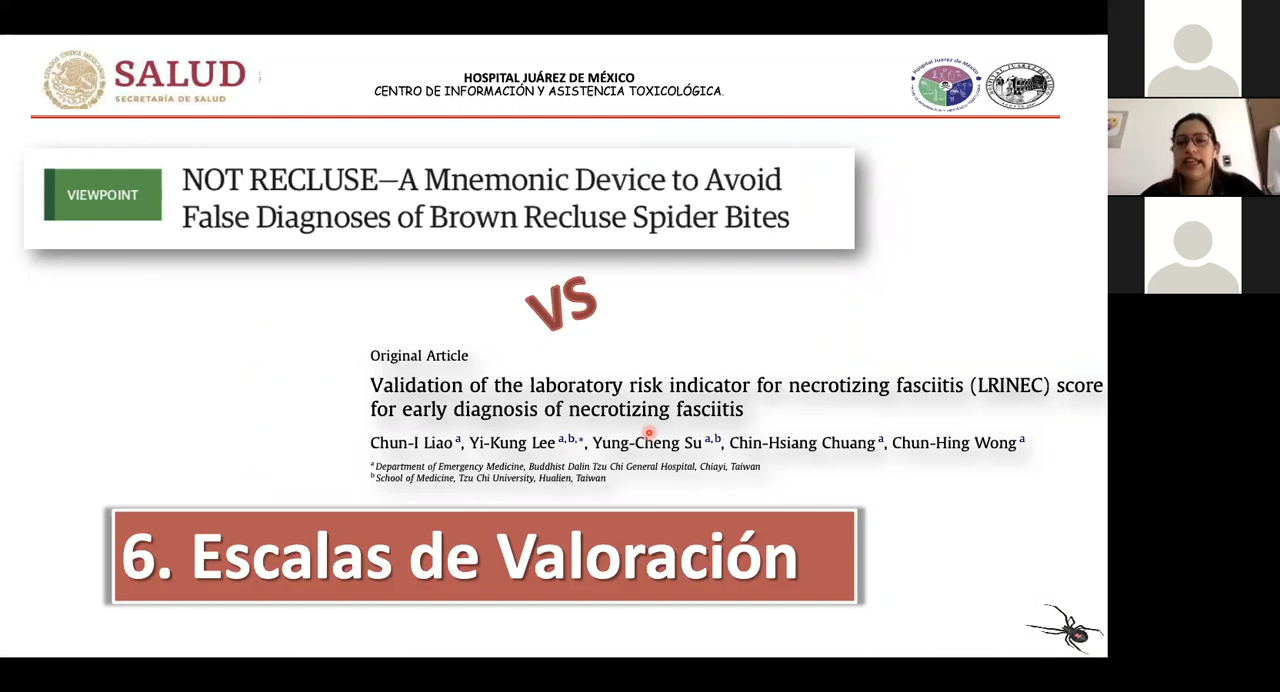 SALUD
SECRETARÍA DE SALUD
HOSPITAL JUÁREZ DE MÉXICO
CENTRO DE INFORMACIÓN Y ASISTENCIA TOXICOLÓGICA.
VIEWPOINT
NOT RECLUSE—A Mnemonic Device to Avoid
False Diagnoses of Brown Recluse Spider Bites
VS
Original Article
Validation of the laboratory risk indicator for necrotizing fasciitis (LRINEC) score
for early diagnosis of necrotizing fasciitis
Chun-I Liao a, Yi-Kung Lee a,b,*, Yung-Cheng Su a,b, Chin-Hsiang Chuang a, Chun-Hing Wong a
a Department of Emergency Medicine, Buddhist Dalin Tzu Chi General Hospital, Chiayi, Taiwan
b School of Medicine, Tzu Chi University, Hualien, Taiwan
6. Escalas de Valoración